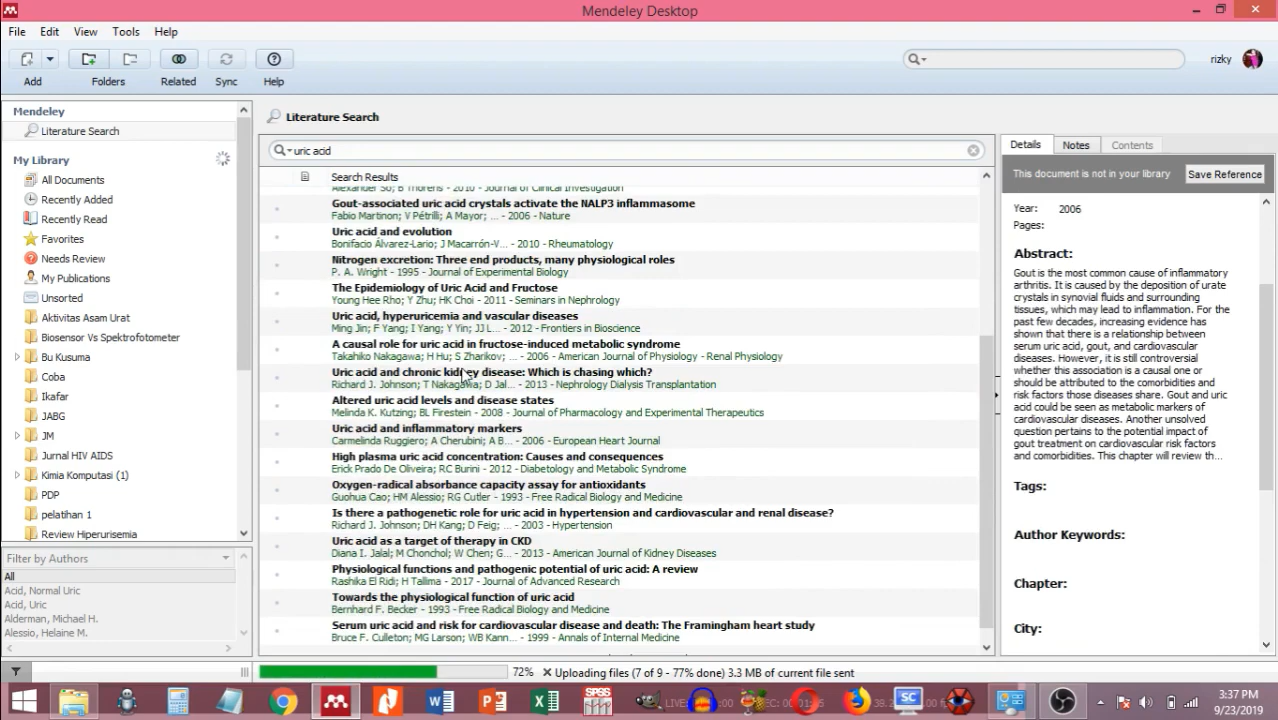 Mendeley Desktop
File Edit View Tools Help
Add Folders Related Sync Help
rizky
Mendeley
Literature Search
My Library
All Documents
Recently Added
Recently Read
Favorites
Needs Review
My Publications
Unsorted
Aktivitas Asam Urat
Biosensor Vs Spektrofotometer
Bu Kusuma
Coba
Ikafar
JABG
JM
Jurnal HIV AIDS
Kimia Komputasi (1)
PDP
pelatihan 1
Review Hiperurisemia
Filter by Authors
All
Acid, Normal Uric
Acid, Uric
Alderman, Michael H.
Alessio, Helaine M.
Literature Search
uric acid
Search Results
Alexander So; B Thorens - 2010 - Journal of Clinical Investigation
Gout-associated uric acid crystals activate the NALP3 inflammasome
Fabio Martinon; V Pétrilli; A Mayor; ... - 2006 - Nature
Uric acid and evolution
Bonifacio Álvarez-Lario; J Macarrón-V... - 2010 - Rheumatology
Nitrogen excretion: Three end products, many physiological roles
P. A. Wright - 1995 - Journal of Experimental Biology
The Epidemiology of Uric Acid and Fructose
Young Hee Rho; Y Zhu; HK Choi - 2011 - Seminars in Nephrology
Uric acid, hyperuricemia and vascular diseases
Ming Jin; F Yang; I Yang; Y Yin; JJ L... - 2012 - Frontiers in Bioscience
A causal role for uric acid in fructose-induced metabolic syndrome
Takahiko Nakagawa; H Hu; S Zharikov; ... - 2006 - American Journal of Physiology - Renal Physiology
Uric acid and chronic kidney disease: Which is chasing which?
Richard J. Johnson; T Nakagawa; D Jal... - 2013 - Nephrology Dialysis Transplantation
Altered uric acid levels and disease states
Melinda K. Kutzing; BL Firestein - 2008 - Journal of Pharmacology and Experimental Therapeutics
Uric acid and inflammatory markers
Carmelinda Ruggiero; A Cherubini; A B... - 2006 - European Heart Journal
High plasma uric acid concentration: Causes and consequences
Erick Prado De Oliveira; RC Burini - 2012 - Diabetology and Metabolic Syndrome
Oxygen-radical absorbance capacity assay for antioxidants
Guohua Cao; HM Alessio; RG Cutler - 1993 - Free Radical Biology and Medicine
Is there a pathogenetic role for uric acid in hypertension and cardiovascular and renal disease?
Richard J. Johnson; DH Kang; D Feig; ... - 2003 - Hypertension
Uric acid as a target of therapy in CKD
Diana I. Jalal; M Chonchol; W Chen; G... - 2013 - American Journal of Kidney Diseases
Physiological functions and pathogenic potential of uric acid: A review
Rashika El Ridi; H Tallima - 2017 - Journal of Advanced Research
Towards the physiological function of uric acid
Bernhard F. Becker - 1993 - Free Radical Biology and Medicine
Serum uric acid and risk for cardiovascular disease and death: The Framingham heart study
Bruce F. Culleton; MG Larson; WB Kann... - 1999 - Annals of Internal Medicine
Details Notes Contents
This document is not in your library Save Reference
Year: 2006
Pages:
Abstract:
Gout is the most common cause of inflammatory
arthritis. It is caused by the deposition of urate
crystals in synovial fluids and surrounding
tissues, which may lead to inflammation. For the
past few decades, increasing evidence has
shown that there is a relationship between
serum uric acid, gout, and cardiovascular
diseases. However, it is still controversial
whether this association is a causal one or
should be attributed to the comorbidities and
risk factors those diseases share. Gout and uric
acid could be seen as metabolic markers of
cardiovascular diseases. Another unsolved
question pertains to the potential impact of
gout treatment on cardiovascular risk factors
and comorbidities. This chapter will review th...
Tags:
Author Keywords:
Chapter:
City:
72% Uploading files (7 of 9 - 77% done) 3.3 MB of current file sent
SPSS
SC
3:37 PM
9/23/2019